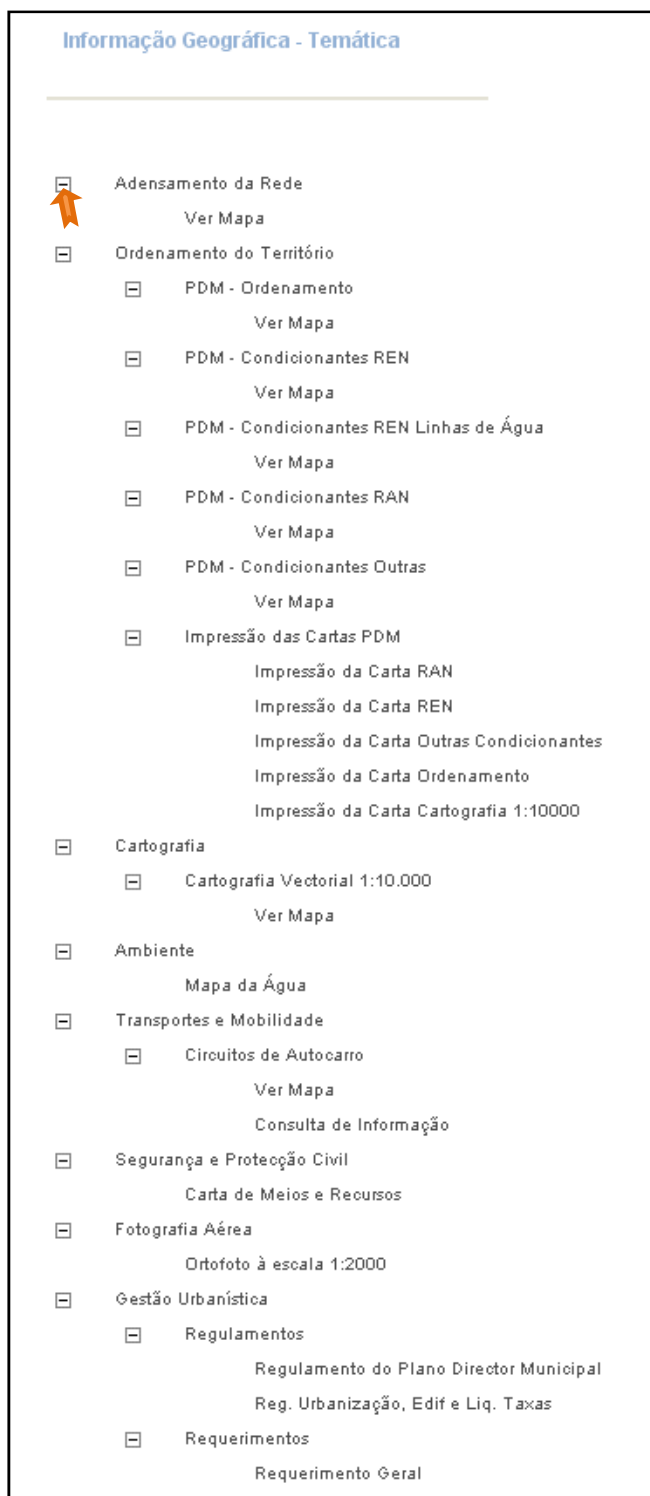 Informação Geográfica - Temática
Adensamento da Rede
Ver Mapa
Ordenamento do Território
PDM - Ordenamento
Ver Mapa
PDM - Condicionantes REN
Ver Mapa
PDM - Condicionantes REN Linhas de Água
Ver Mapa
PDM - Condicionantes RAN
Ver Mapa
PDM - Condicionantes Outras
Ver Mapa
Impressão das Cartas PDM
Impressão da Carta RAN
Impressão da Carta REN
Impressão da Carta Outras Condicionantes
Impressão da Carta Ordenamento
Impressão da Carta Cartografia 1:10000
Cartografia
Cartografia Vectorial 1:10.000
Ver Mapa
Ambiente
Mapa da Água
Transportes e Mobilidade
Circuitos de Autocarro
Ver Mapa
Consulta de Informação
Segurança e Protecção Civil
Carta de Meios e Recursos
Fotografia Aérea
Ortofoto à escala 1:2000
Gestão Urbanística
Regulamentos
Regulamento do Plano Director Municipal
Reg. Urbanização, Edif e Liq. Taxas
Requerimentos
Requerimento Geral